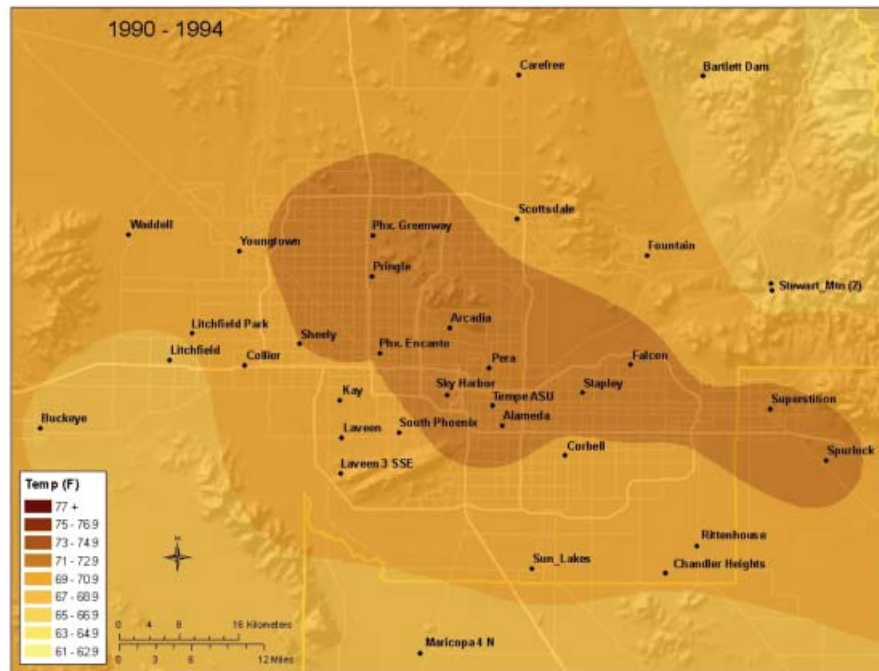 1990 - 1994
Carefree
Bartlett Dam
Waddell
Youngtown
Phx. Greenway
Scottsdale
Fountain
Pringle
Stewart_Mtn (2)
Litchfield Park
Litchfield
Collier
Sheely
Arcadia
Phx. Encanto
Pera
Falcon
Kay
Sky Harbor
Tempe ASU
Stapley
Superstition
Buckeye
Laveen
South Phoenix
Alameda
Corbell
Spurlock
Laveen 3 SSE
Rittenhouse
Sun_Lakes
Chandler Heights
Maricopa 4 N
Temp (F)
77 +
75 - 76.9
73 - 74.9
71 - 72.9
69 - 70.9
67 - 68.9
65 - 66.9
63 - 64.9
61 - 62.9
N
0 4 8 16 Kilometers
0 3 6 12 Miles